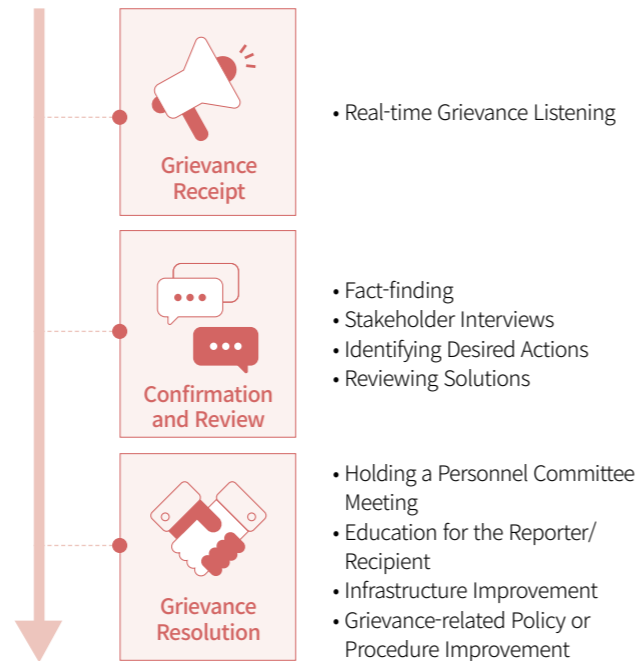 Grievance
Receipt
• Real-time Grievance Listening
Confirmation
and Review
• Fact-finding
• Stakeholder Interviews
• Identifying Desired Actions
• Reviewing Solutions
Grievance
Resolution
• Holding a Personnel Committee
Meeting
• Education for the Reporter/
Recipient
• Infrastructure Improvement
• Grievance-related Policy or
Procedure Improvement